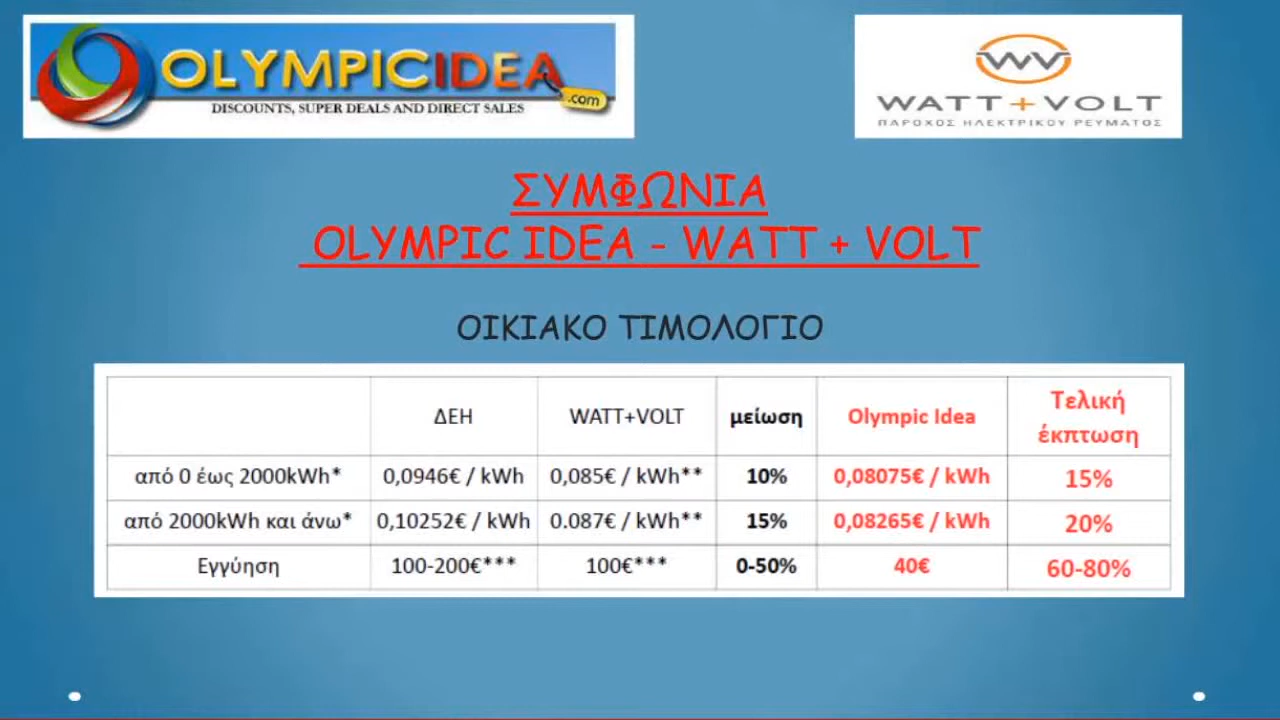 OLYMPICIDEA
.com
DISCOUNTS, SUPER DEALS AND DIRECT SALES
WV
WATT + VOLT
ΠΑΡΟΧΟΣ ΗΛΕΚΤΡΙΚΟΥ ΡΕΥΜΑΤΟΣ
ΣΥΜΦΩΝΙΑ
OLYMPIC IDEA - WATT + VOLT
ΟΙΚΙΑΚΟ ΤΙΜΟΛΟΓΙΟ
ΔΕΗ WATT+VOLT μείωση Olympic Idea Τελική έκπτωση
από 0 έως 2000kWh* 0,0946€ / kWh 0.085€ / kWh** 10% 0,08075€ / kWh 15%
από 2000kWh και άνω* 0,10252€ / kWh 0.087€ / kWh** 15% 0,08265€ / kWh 20%
Εγγύηση 100-200€*** 100€*** 0-50% 40€ 60-80%